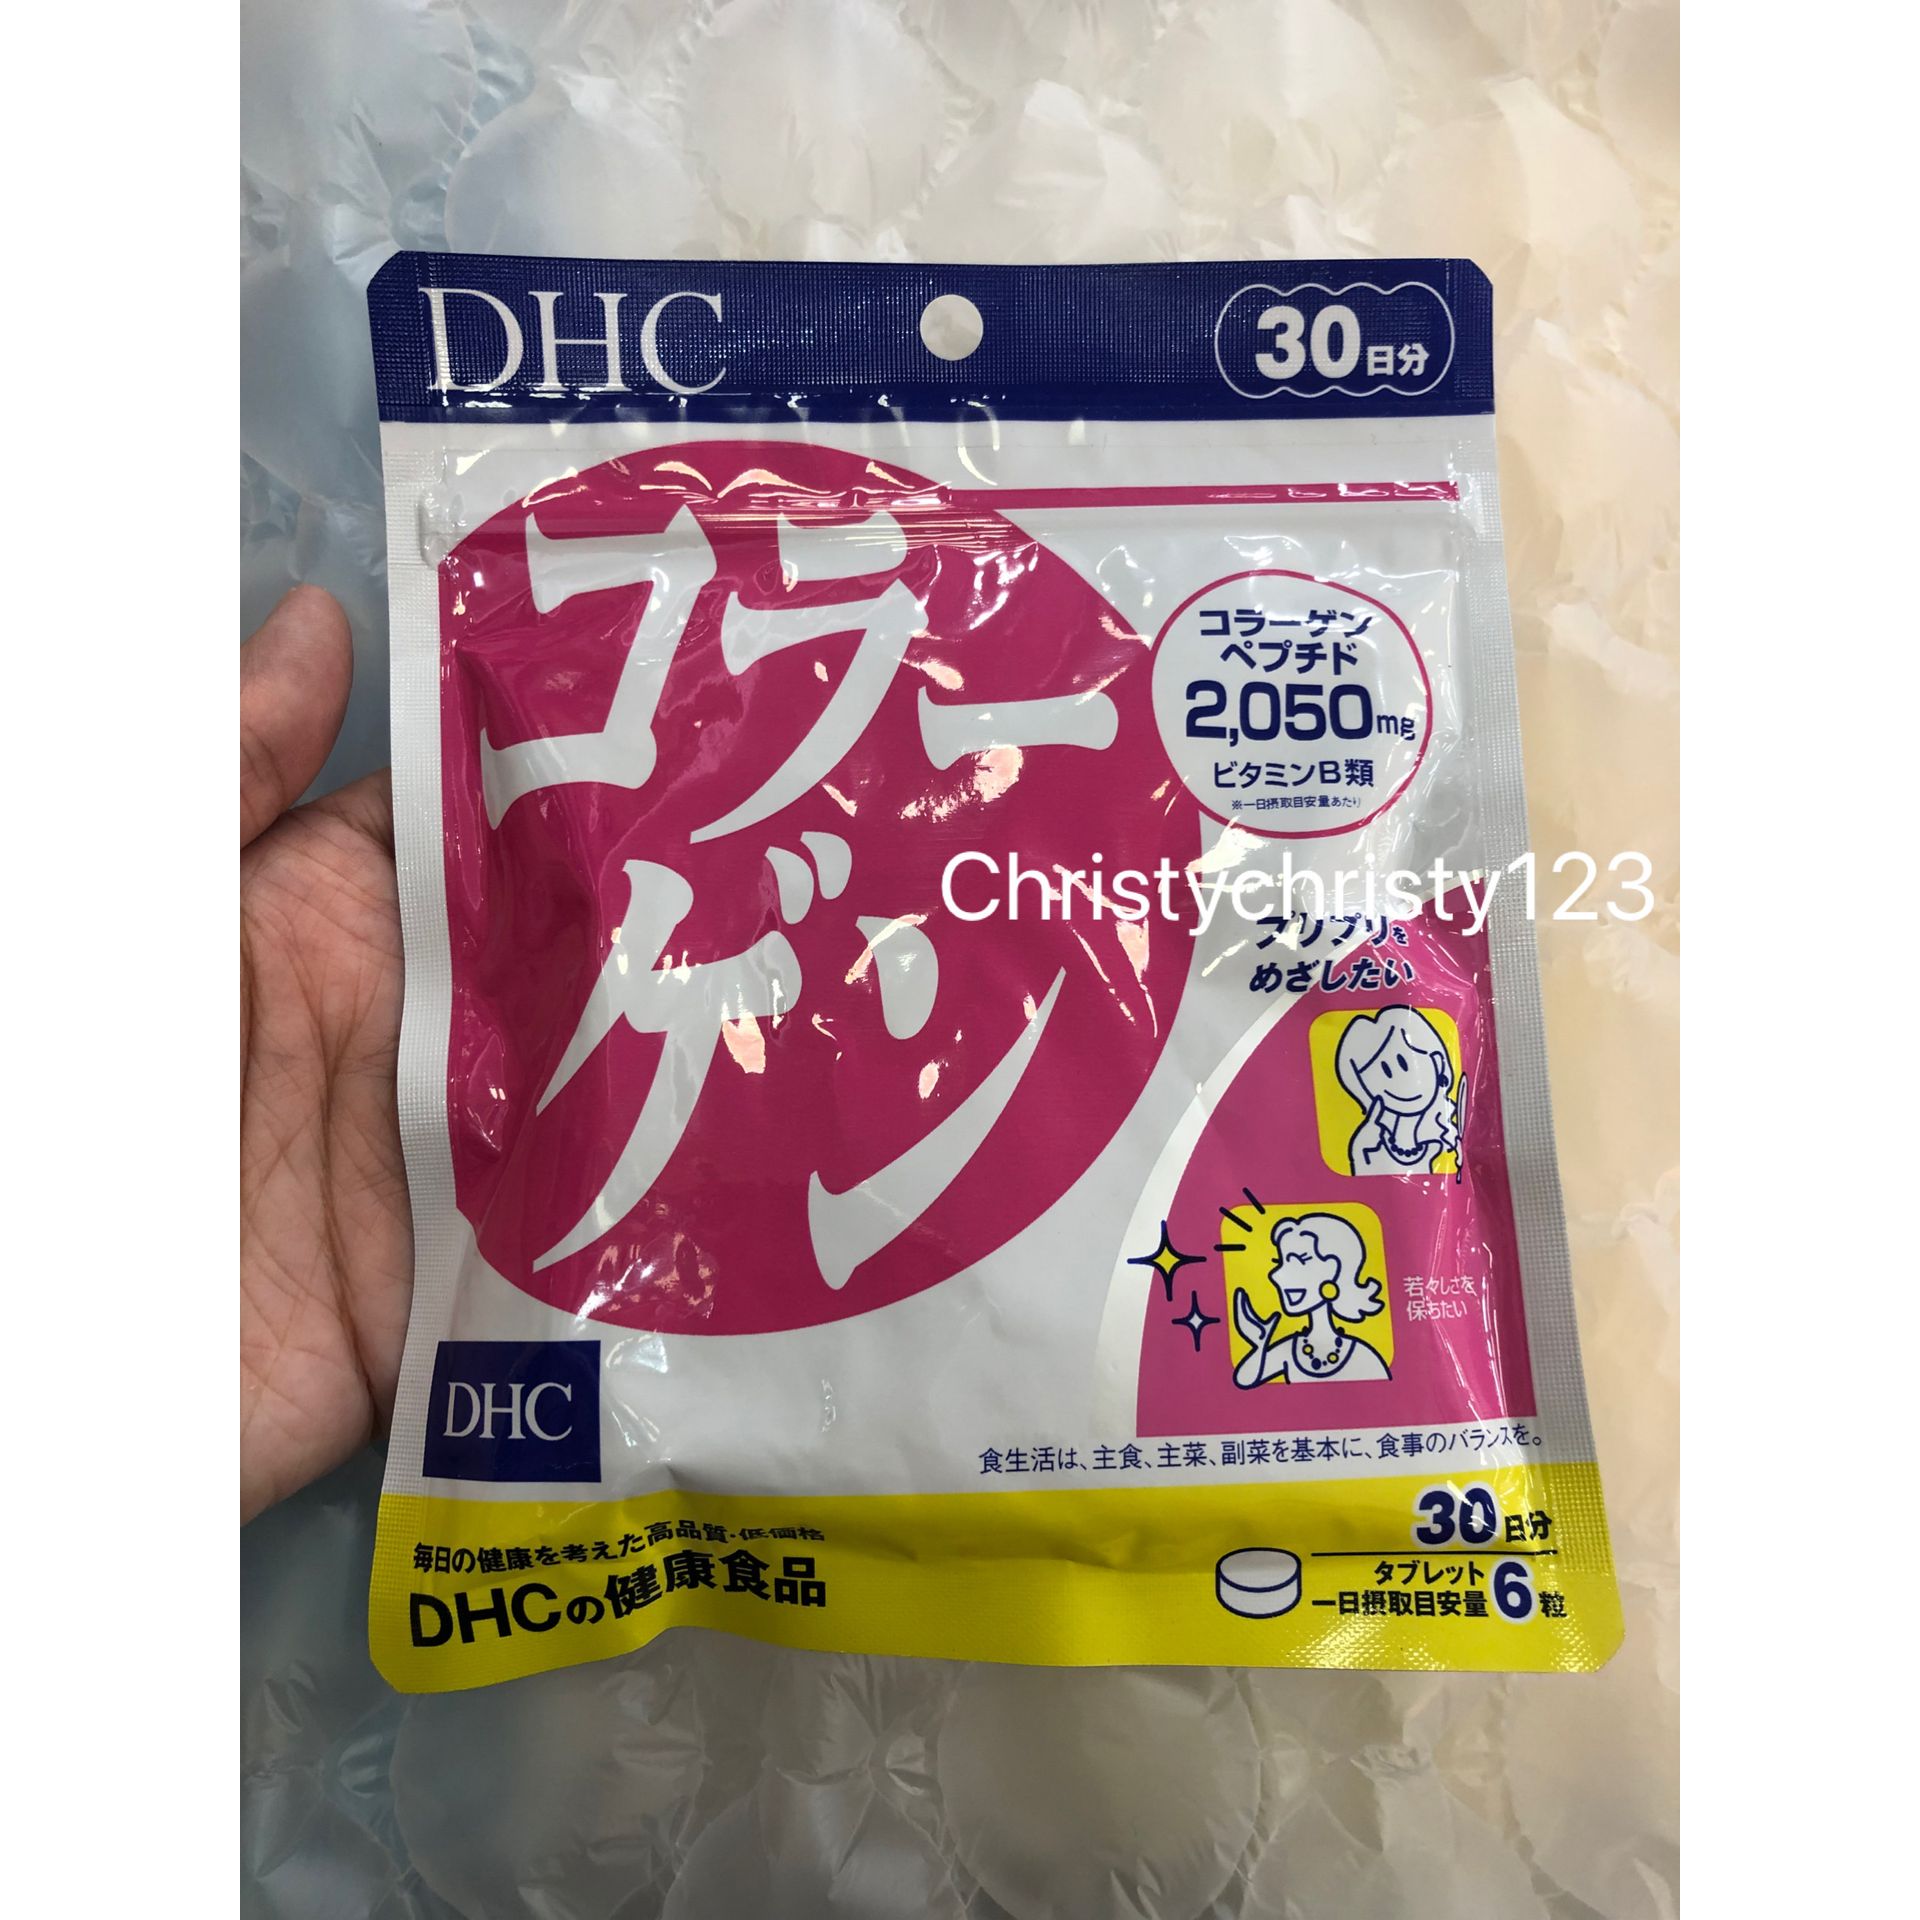 DHC
30日分
コラー
ゲン
コラーゲン
ペプチド
2,050mg
ビタミンB類
※一日摂取目安量あたり
Christychristy123
プリプリを
めざしたい
若々しさを
保ちたい
DHC
食生活は、主食、主菜、副菜を基本に、食事のバランスを。
毎日の健康を考えた高品質・低価格
DHCの健康食品
30日分
タブレット
一日摂取目安量6粒